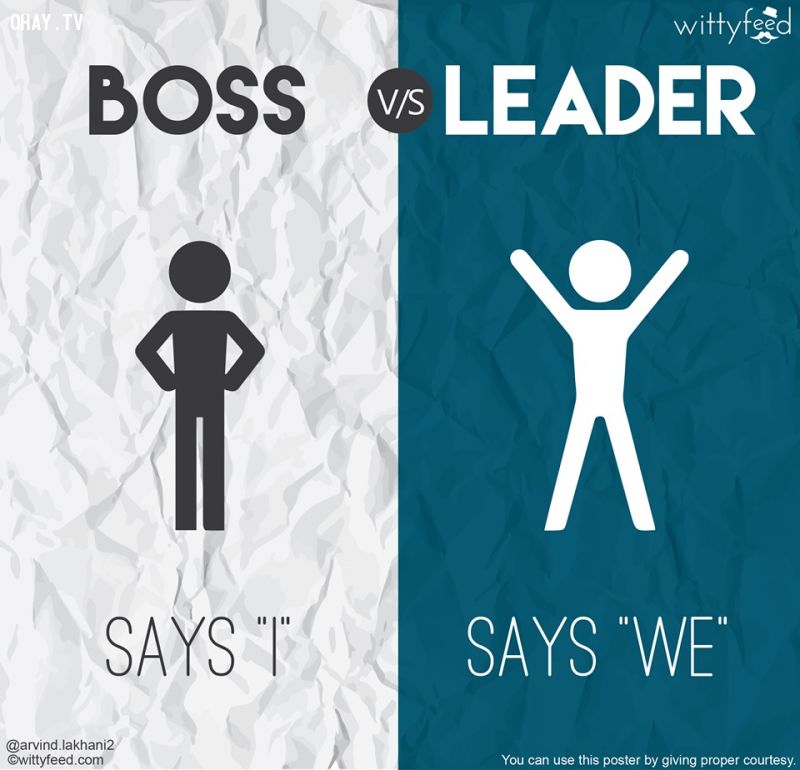 OHAY.TV
wittyfeed
BOSS V/S LEADER
SAYS "I"
SAYS "WE"
@arvind.lakhani2
©wittyfeed.com
You can use this poster by giving proper courtesy.